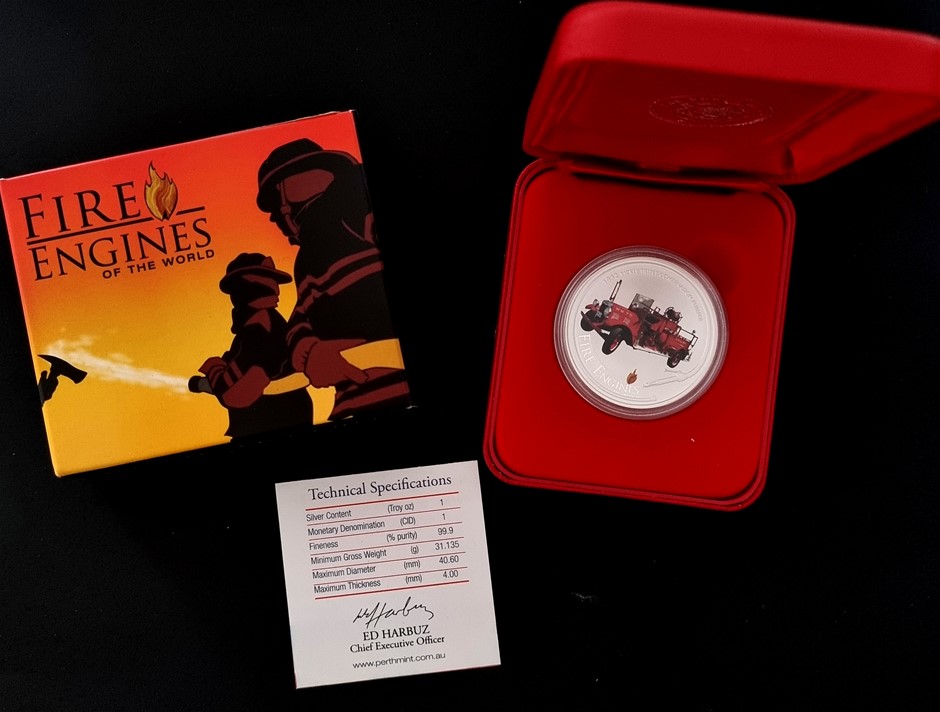 FIRE
ENGINES
OF THE WORLD
FIRE ENGINES
Technical Specifications
Silver Content (Troy oz) 1
Monetary Denomination (CID) 1
Fineness (% purity) 99.9
Minimum Gross Weight (g) 31.135
Maximum Diameter (mm) 40.60
Maximum Thickness (mm) 4.00
ED HARBUZ
Chief Executive Officer
www.perthmint.com.au